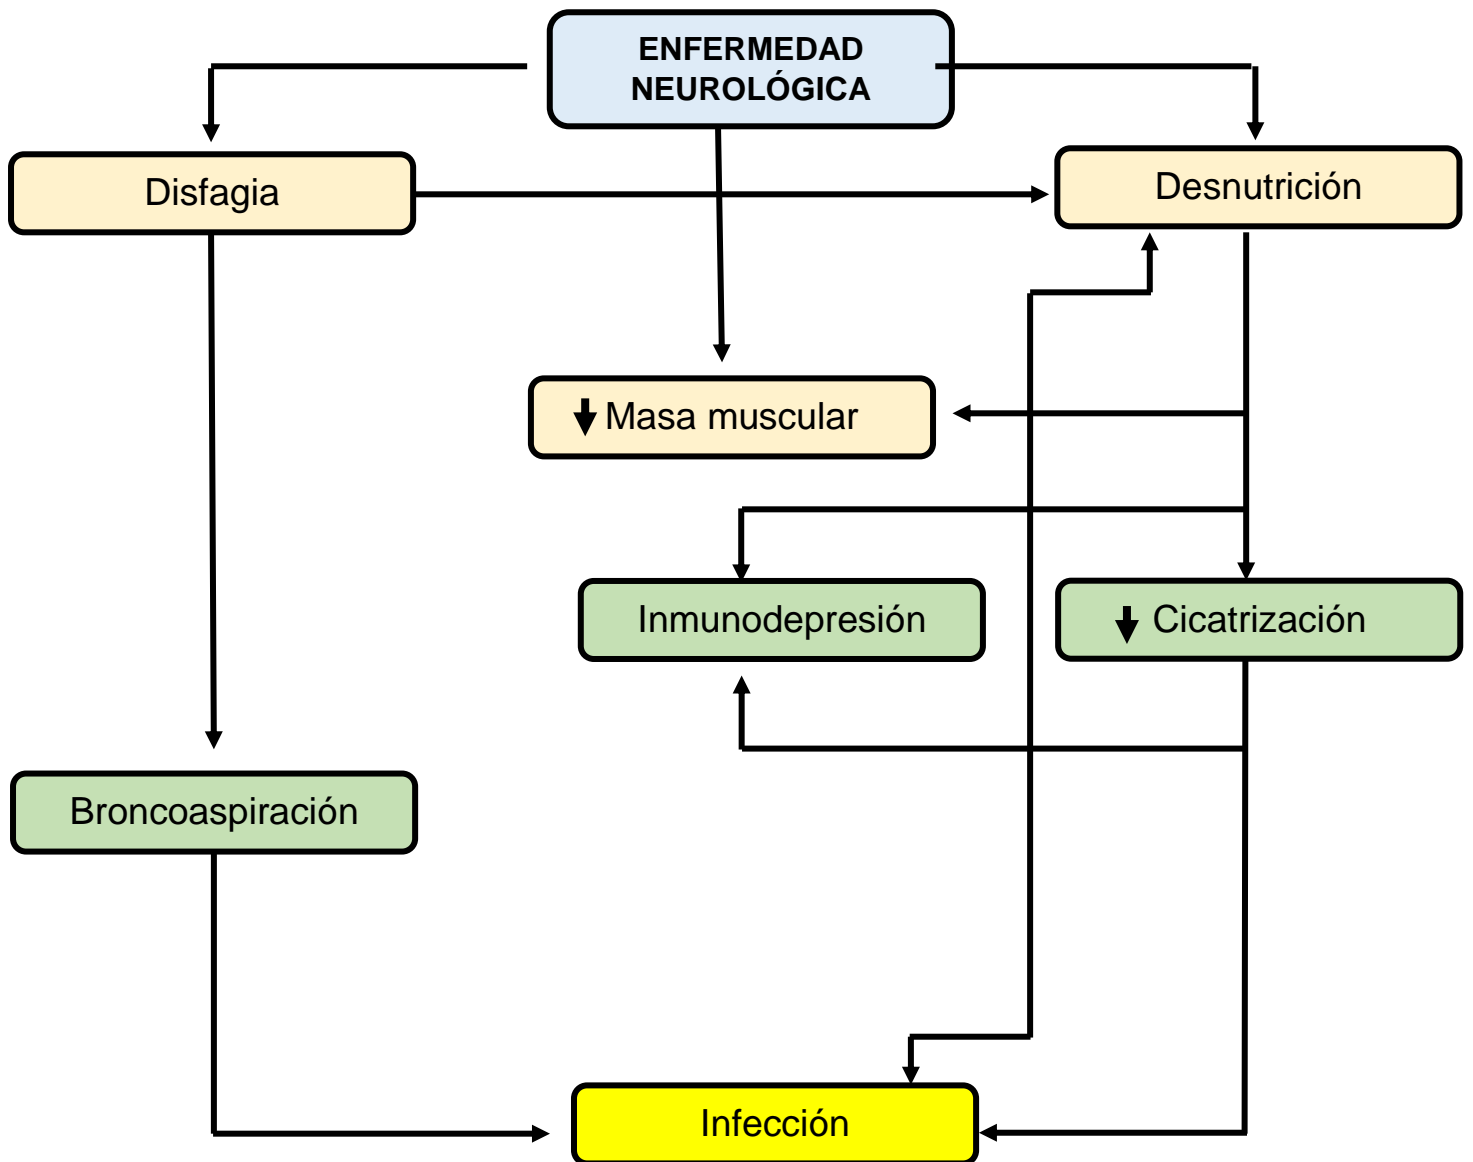 ENFERMEDAD
NEUROLÓGICA
Disfagia
Desnutrición
Masa muscular
Inmunodepresión
Cicatrización
Broncoaspiración
Infección